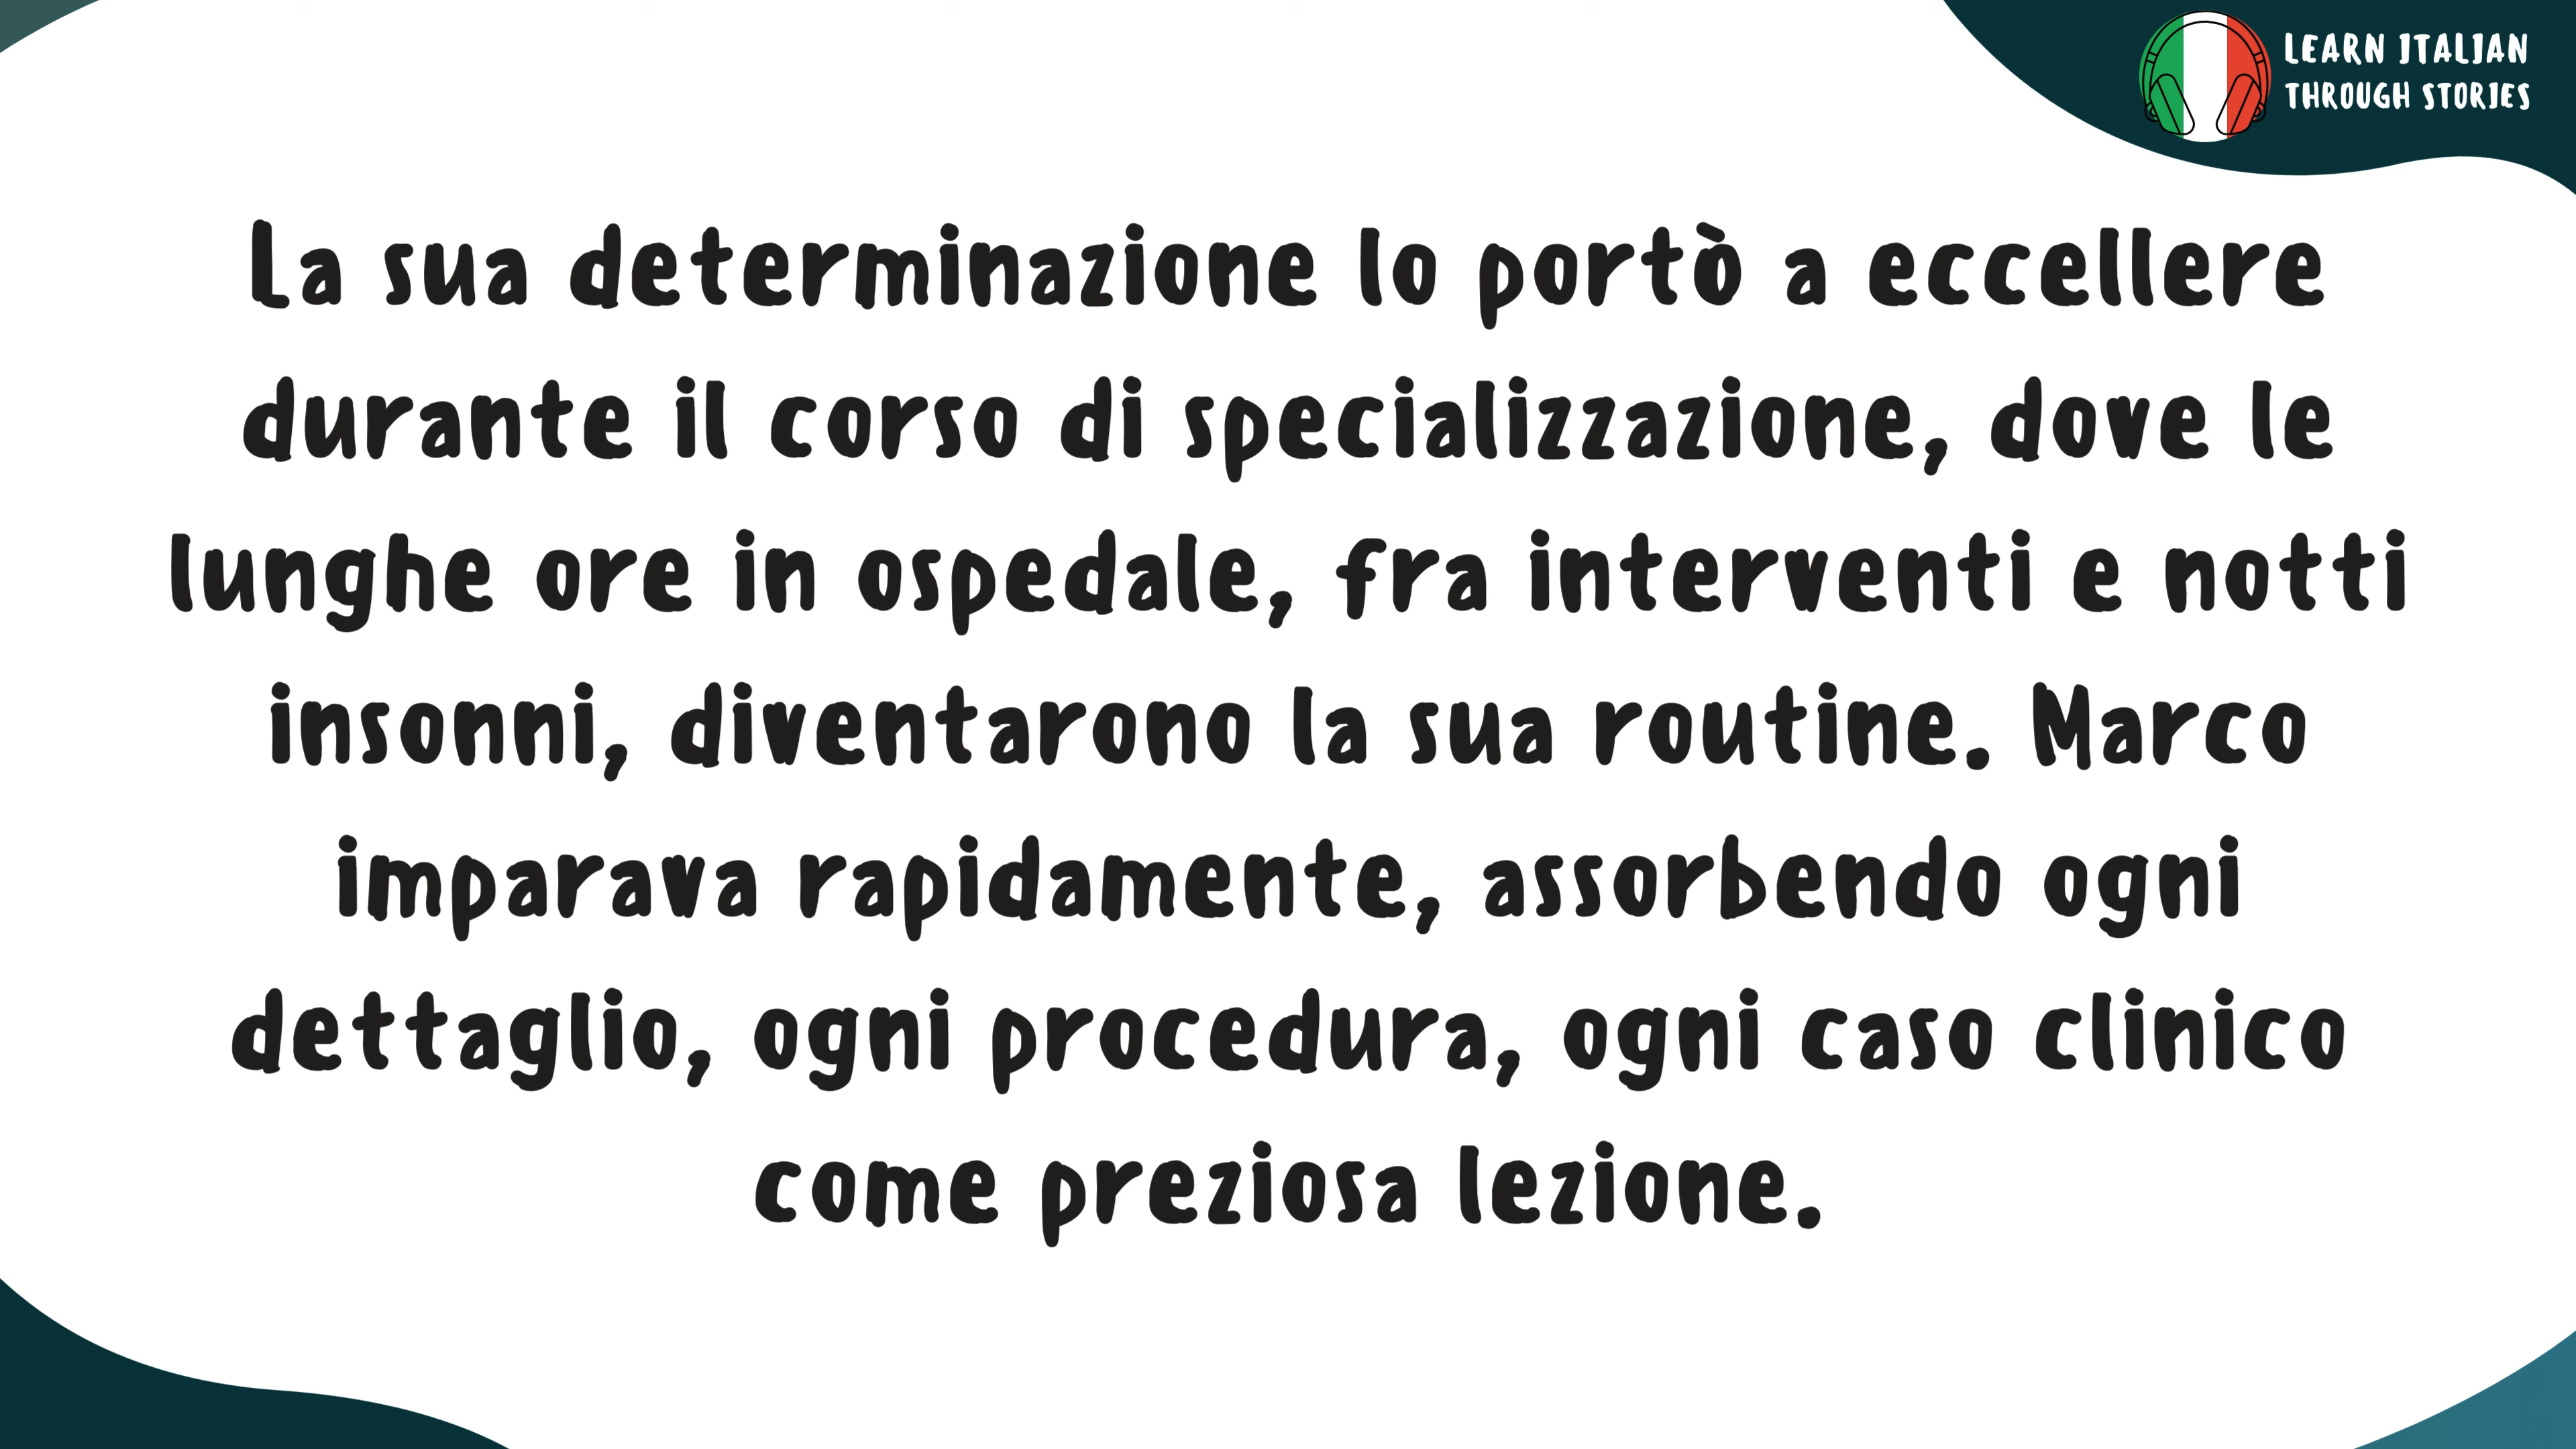 LEARN ITALIAN
THROUGH STORIES
La sua determinazione lo portò a eccellere
durante il corso di specializzazione, dove le
lunghe ore in ospedale, fra interventi e notti
insonni, diventarono la sua routine. Marco
imparava rapidamente, assorbendo ogni
dettaglio, ogni procedura, ogni caso clinico
come preziosa lezione.